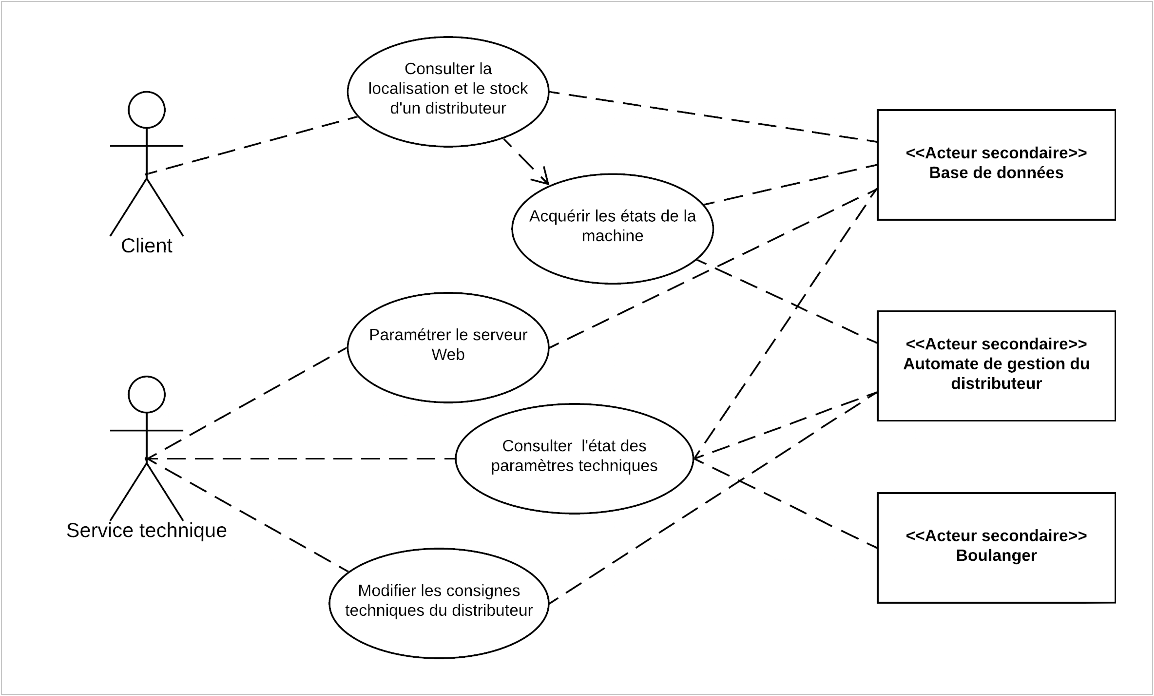 Consulter la
localisation et le stock
d'un distributeur
<<Acteur secondaire>>
Base de données
Client
Acquérir les états de la
machine
Paramétrer le serveur
Web
<<Acteur secondaire>>
Automate de gestion du
distributeur
Service technique
Consulter l'état des
paramètres techniques
<<Acteur secondaire>>
Boulanger
Modifier les consignes
techniques du distributeur